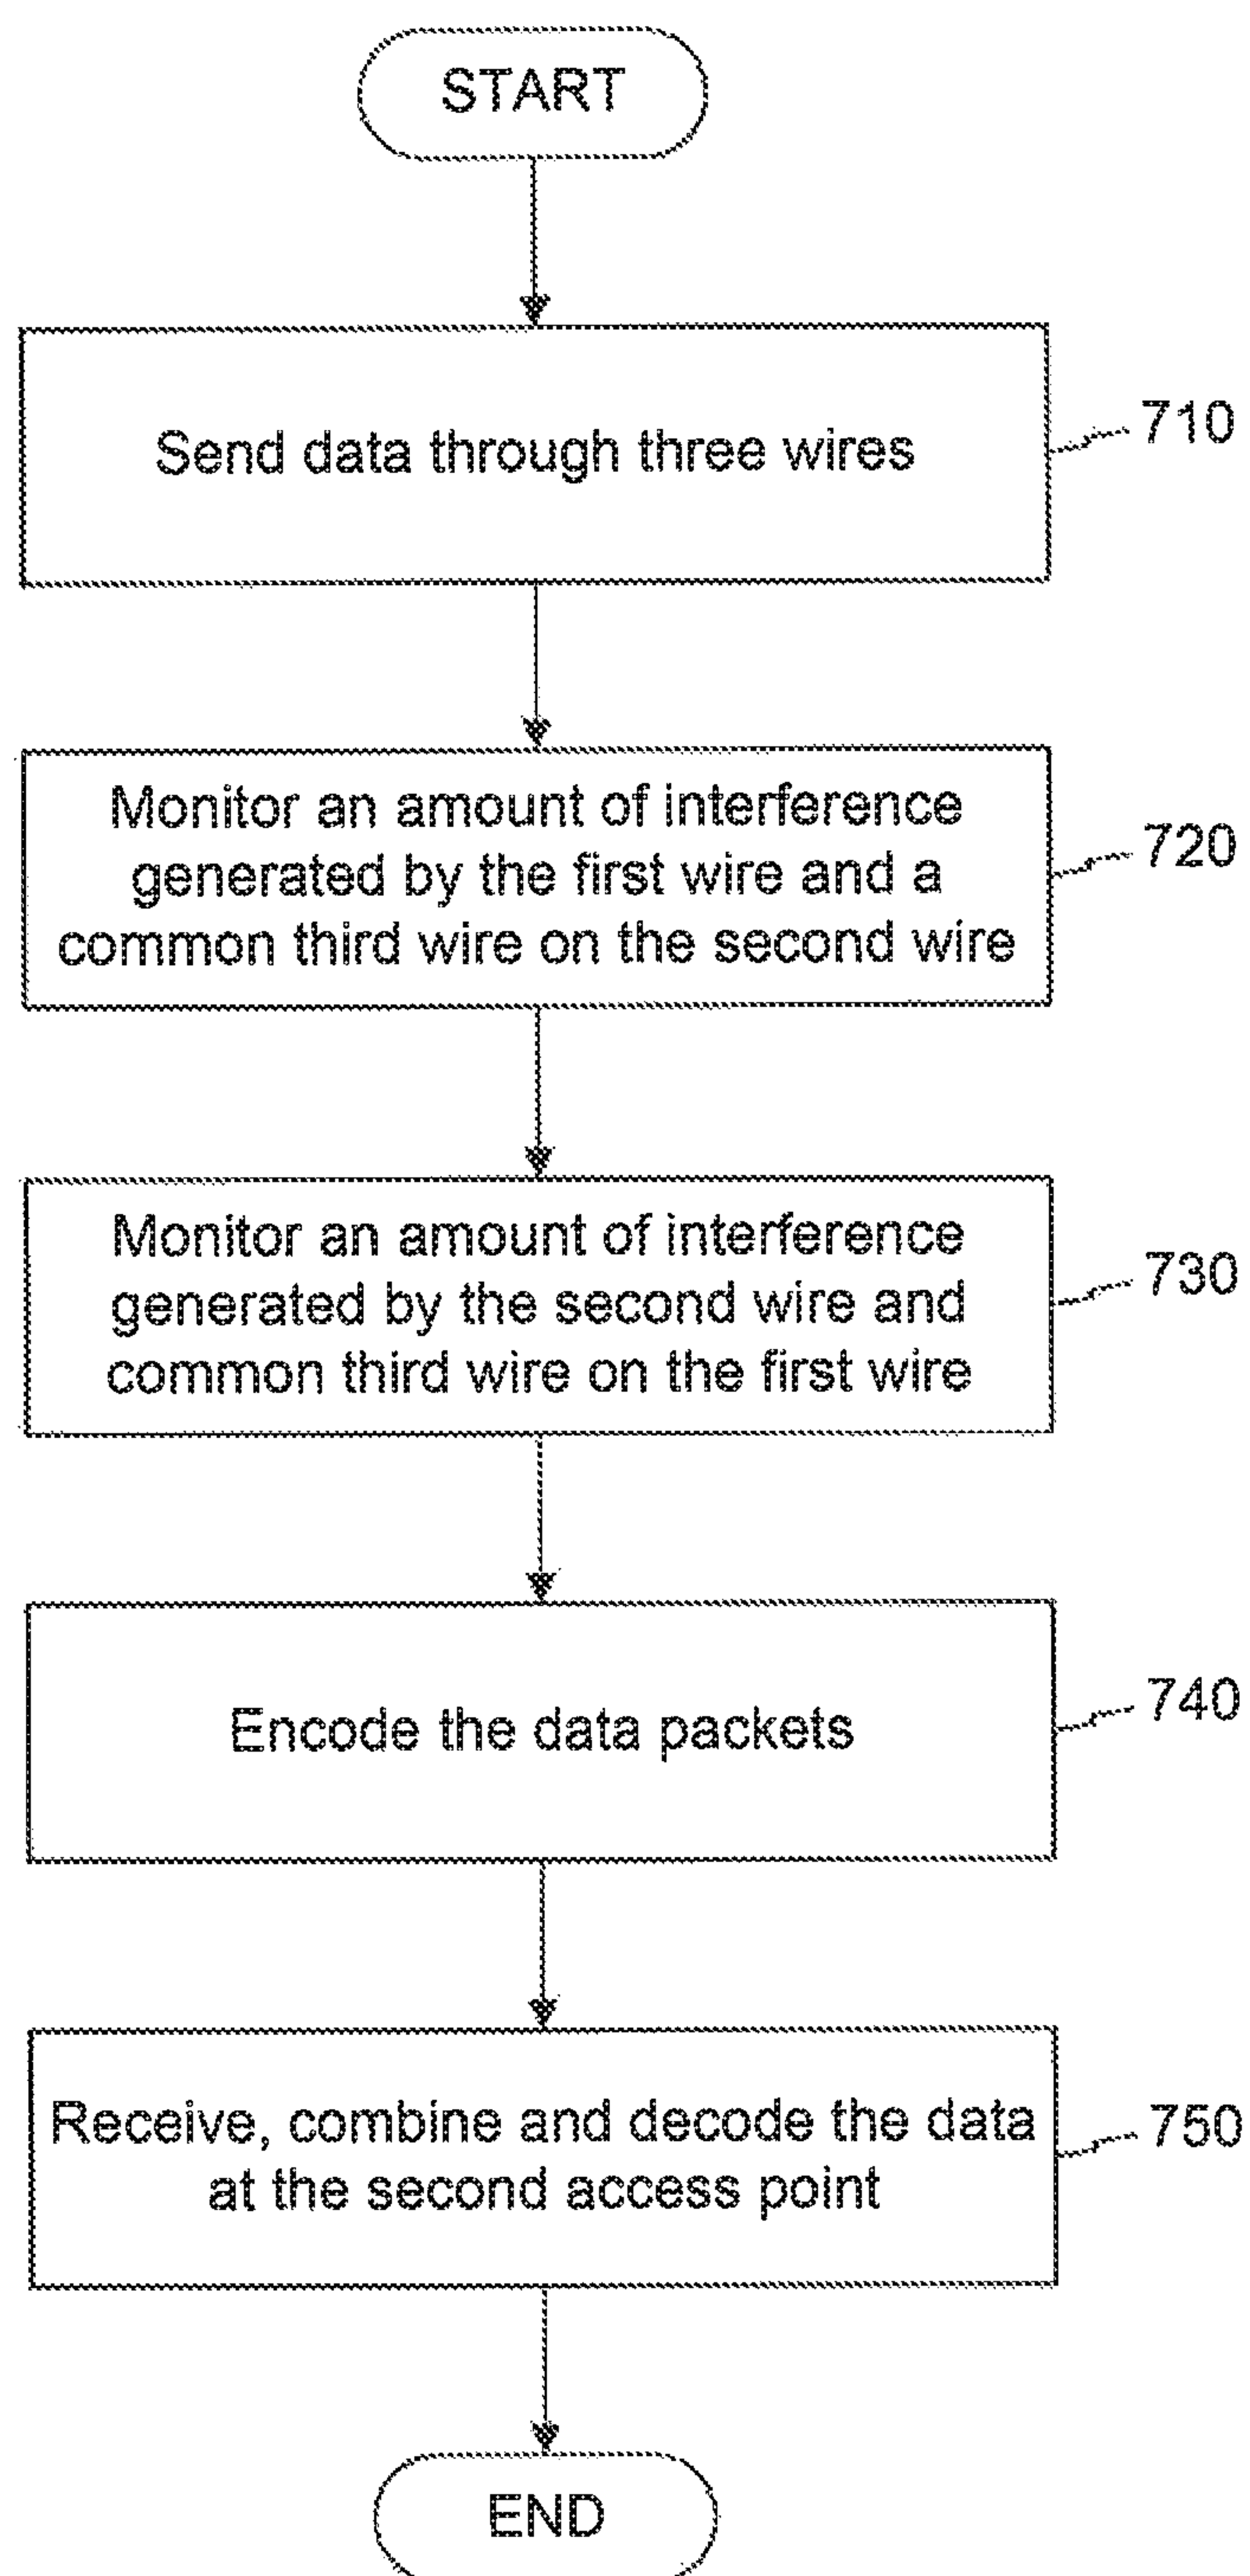 START
Send data through three wires
710
Monitor an amount of interference
generated by the first wire and a
common third wire on the second wire
720
Monitor an amount of interference
generated by the second wire and
common third wire on the first wire
730
Encode the data packets
740
Receive, combine and decode the data
at the second access point
750
END